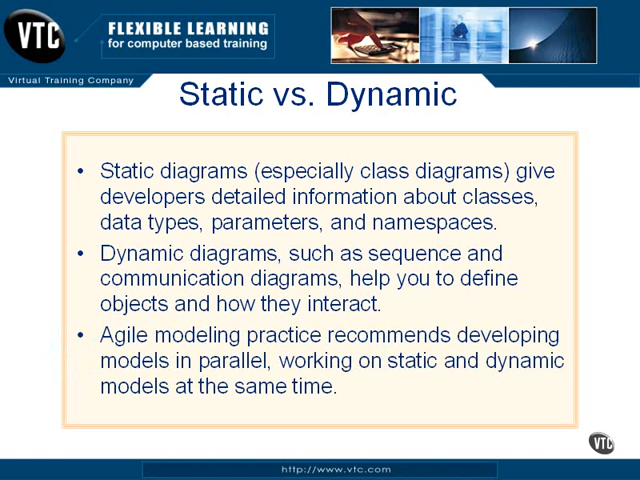 VTC
FLEXIBLE LEARNING
for computer based training
Virtual Training Company
Static vs. Dynamic
• Static diagrams (especially class diagrams) give
developers detailed information about classes,
data types, parameters, and namespaces.
• Dynamic diagrams, such as sequence and
communication diagrams, help you to define
objects and how they interact.
• Agile modeling practice recommends developing
models in parallel, working on static and dynamic
models at the same time.
VTC
http://www.vtc.com